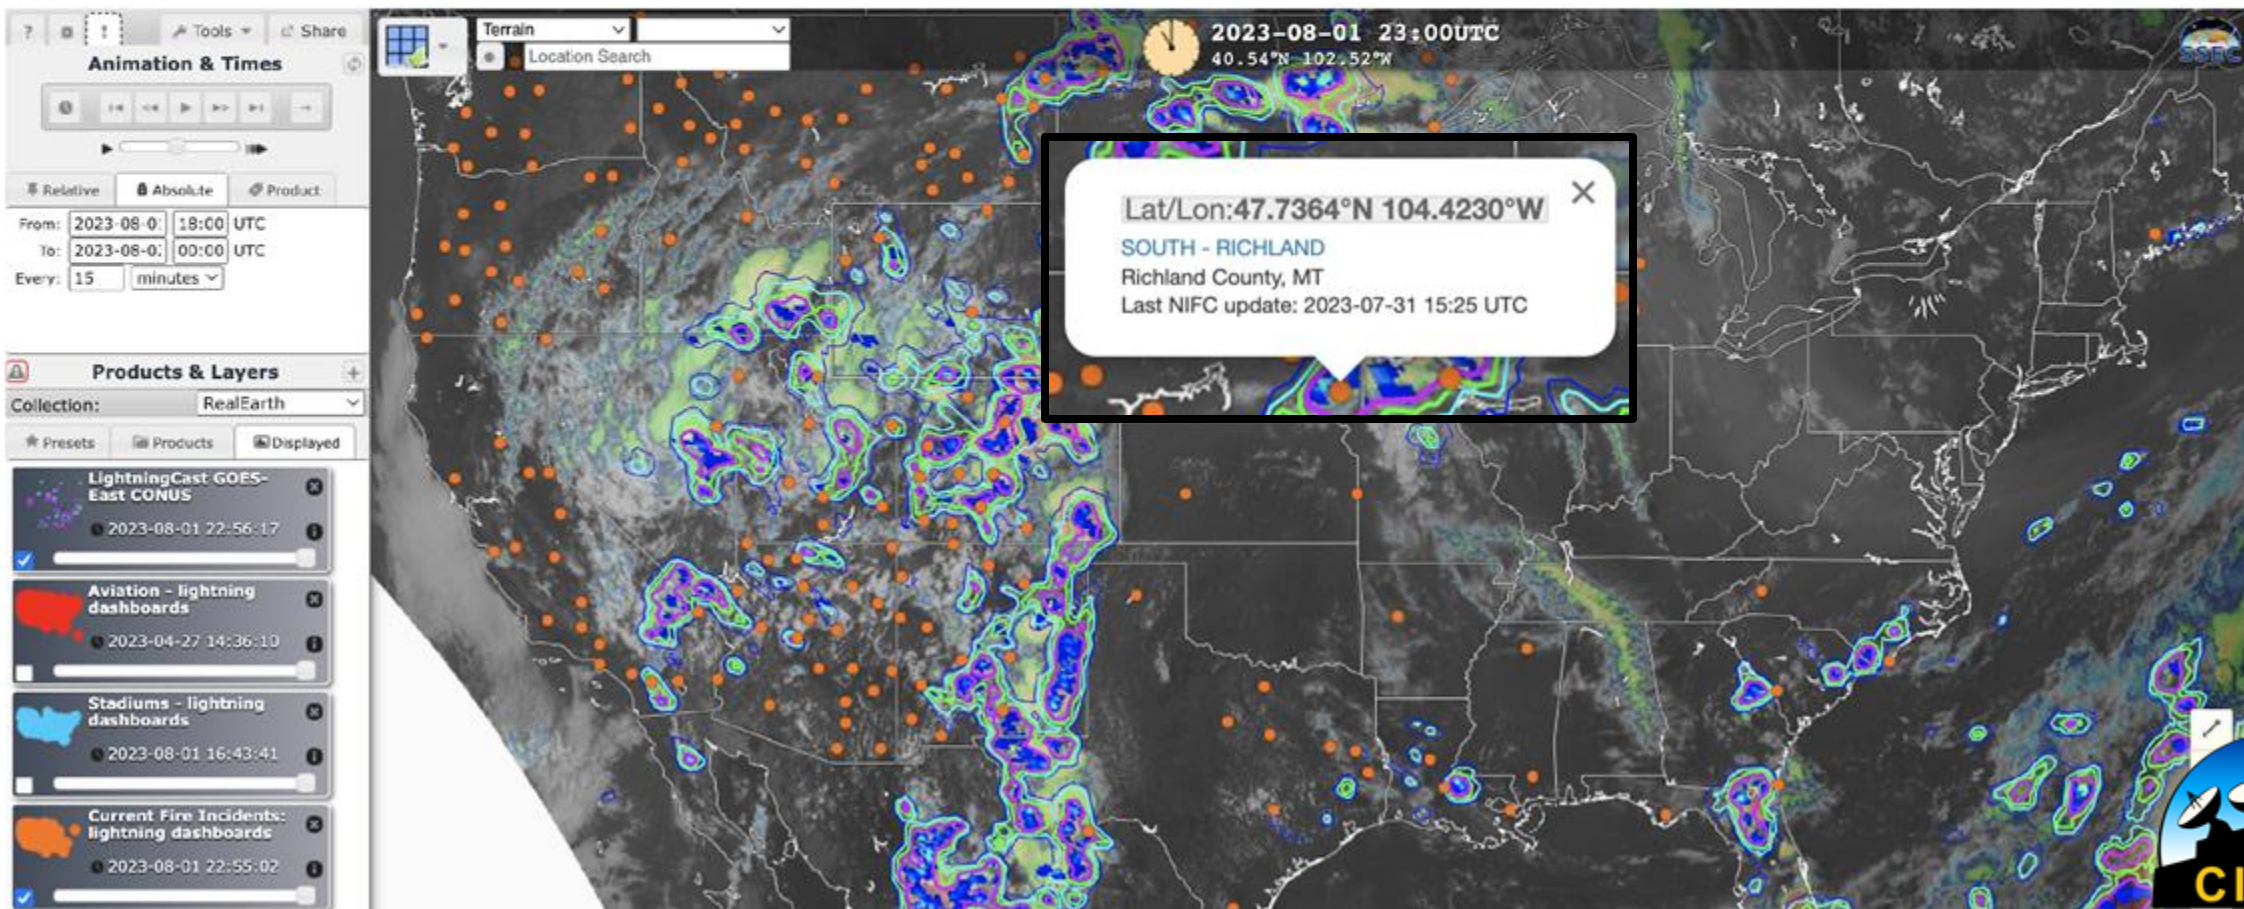 ?
!
Tools
Share
Animation & Times
Relative
Absolute
Product
From: 2023-08-0: 18:00 UTC
To: 2023-08-0: 00:00 UTC
Every: 15 minutes
Products & Layers
Collection: RealEarth
Presets
Products
Displayed
LightningCast GOES-
East CONUS
2023-08-01 22:56:17
Aviation - lightning
dashboards
2023-04-27 14:36:10
Stadiums - lightning
dashboards
2023-08-01 16:43:41
Current Fire Incidents:
lightning dashboards
2023-08-01 22:55:02
Terrain
Location Search
2023-08-01 23:00UTC
40.54°N 102.52°W
SSEC
Lat/Lon:47.7364°N 104.4230°W
SOUTH - RICHLAND
Richland County, MT
Last NIFC update: 2023-07-31 15:25 UTC